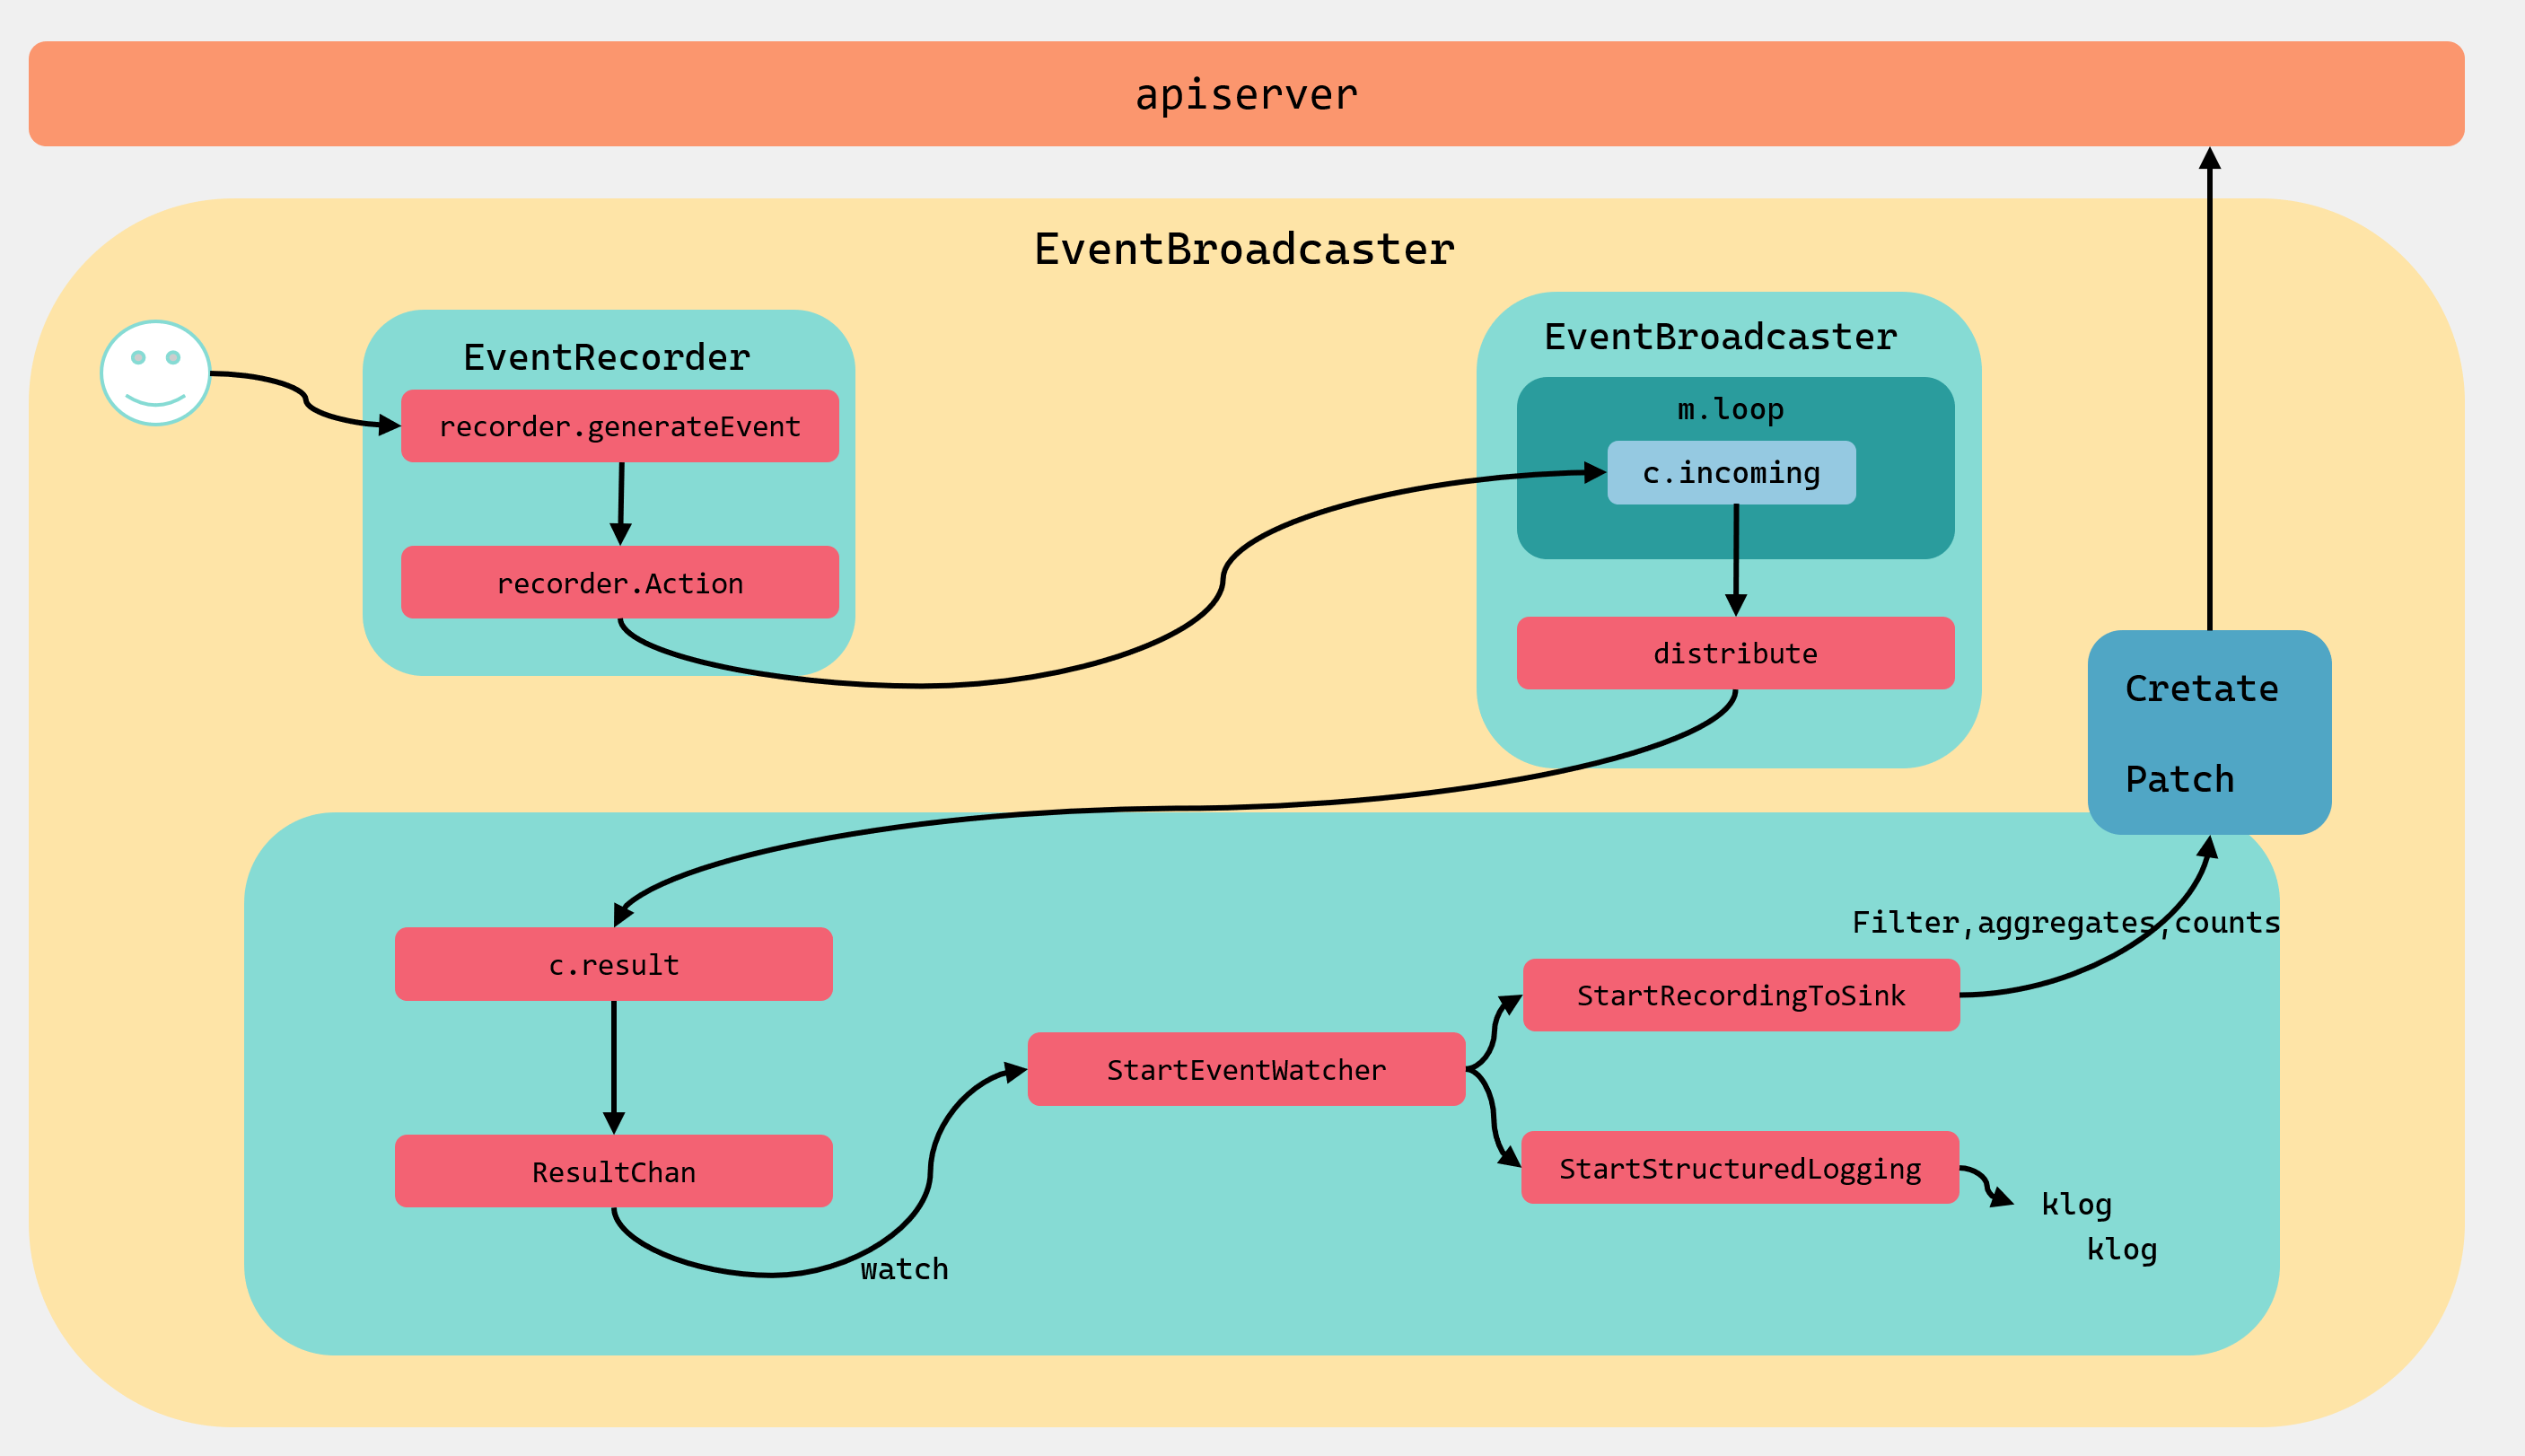 apiserver
EventBroadcaster
EventRecorder
recorder.generateEvent
recorder.Action
EventBroadcaster
m.loop
c.incoming
distribute
Cretate
Patch
c.result
ResultChan
watch
StartEventWatcher
Filter,aggregates,counts
StartRecordingToSink
StartStructuredLogging
klog
klog